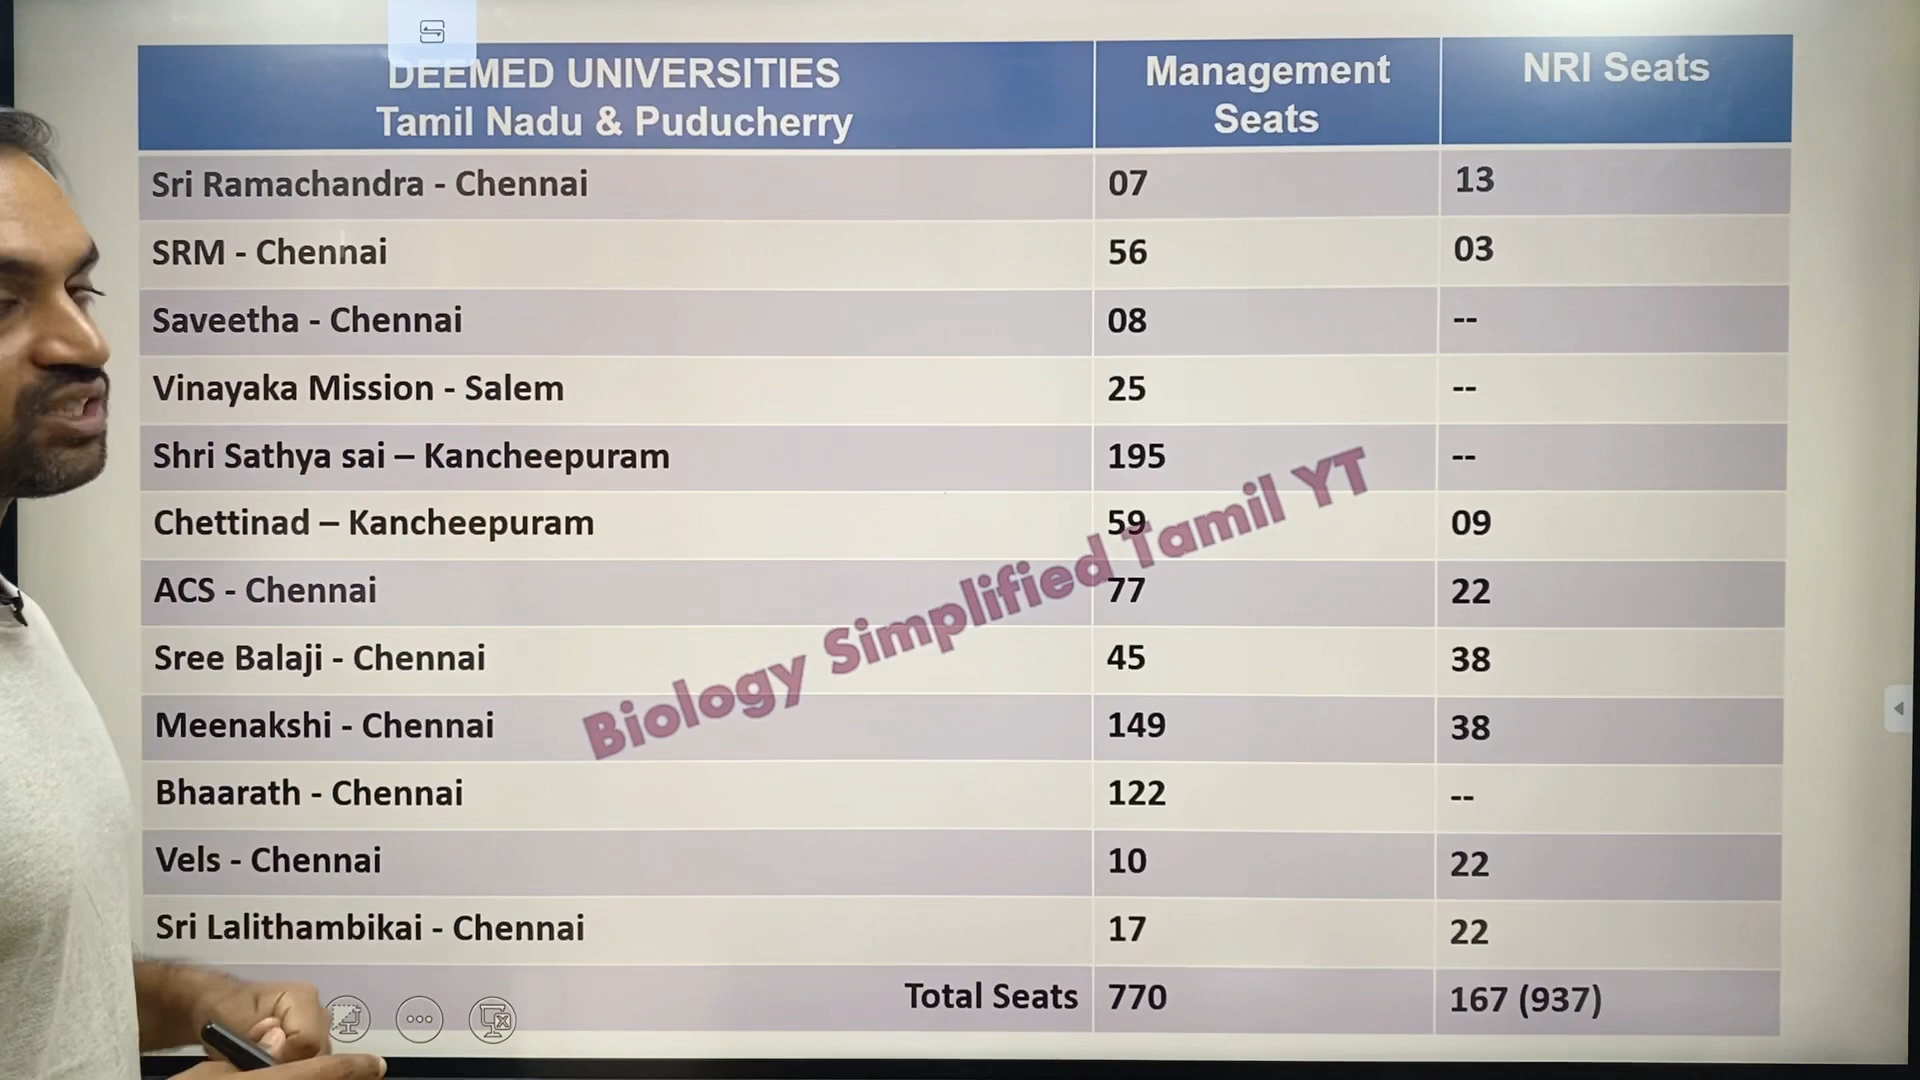 DEEMED UNIVERSITIES
Tamil Nadu & Puducherry
Management
Seats
NRI Seats
Sri Ramachandra - Chennai 07 13
SRM - Chennai 56 03
Saveetha - Chennai 08 --
Vinayaka Mission - Salem 25 --
Shri Sathya sai – Kancheepuram 195 --
Chettinad – Kancheepuram 59 09
ACS - Chennai 77 22
Sree Balaji - Chennai 45 38
Meenakshi - Chennai 149 38
Bhaarath - Chennai 122 --
Vels - Chennai 10 22
Sri Lalithambikai - Chennai 17 22
Total Seats 770 167 (937)
Biology Simplified Tamil YT